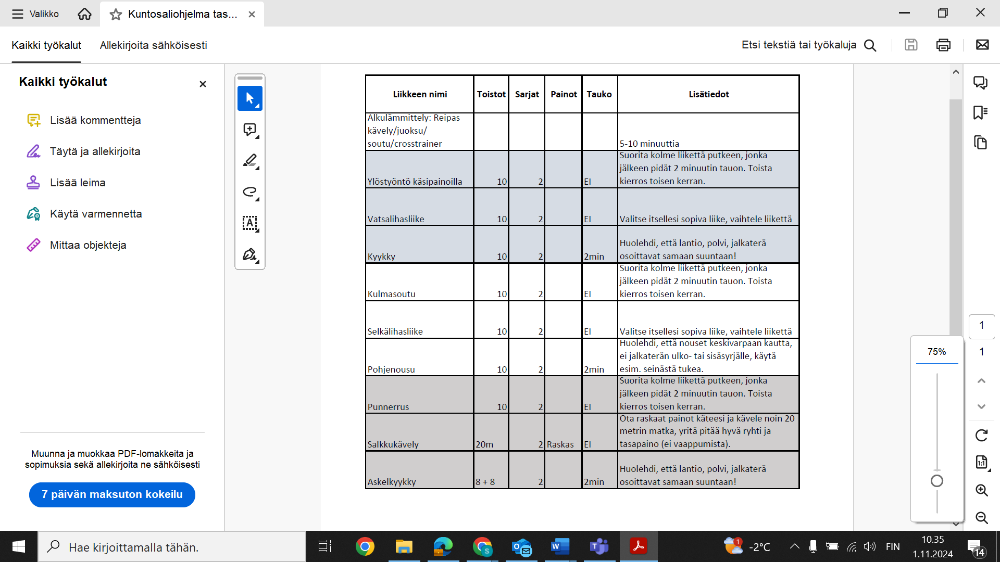 Valikko
Kuntosaliohjelma tas...
Kaikki työkalut
Allekirjoita sähköisesti
Etsi tekstiä tai työkaluja
Kaikki työkalut
Lisää kommentteja
Täytä ja allekirjoita
Lisää leima
Käytä varmennetta
Mittaa objekteja
Muunna ja muokkaa PDF-lomakkeita ja
sopimuksia sekä allekirjoita ne sähköisesti
7 päivän maksuton kokeilu
A
Liikkeen nimi Toistot Sarjat Painot Tauko Lisätiedot
Alkulämmittely: Reipas
kävely/juoksu/
soutu/crosstrainer 5-10 minuuttia
Suorita kolme liikettä putkeen, jonka
jälkeen pidät 2 minuutin tauon. Toista
Ylöstyöntö käsipainoilla 10 2 EI kierros toisen kerran.
Vatsalihasliike 10 2 EI Valitse itsellesi sopiva liike, vaihtele liikettä
Huolehdi, että lantio, polvi, jalkaterä
Kyykky 10 2 2min osoittavat samaan suuntaan!
Suorita kolme liikettä putkeen, jonka
jälkeen pidät 2 minuutin tauon. Toista
Kulmasoutu 10 2 EI kierros toisen kerran.
Selkälihasliike 10 2 EI Valitse itsellesi sopiva liike, vaihtele liikettä
Huolehdi, että nouset keskivarpaan kautta,
ei jalkaterän ulko- tai sisäsyrjälle, käytä
Pohjenousu 10 2 2min esim. seinästä tukea.
Suorita kolme liikettä putkeen, jonka
jälkeen pidät 2 minuutin tauon. Toista
Punnerrus 10 2 EI kierros toisen kerran.
Ota raskaat painot käteesi ja kävele noin 20
metrin matka, yritä pitää hyvä ryhti ja
Salkkukävely 20m 2 Raskas EI tasapaino (ei vaappumista).
Huolehdi, että lantio, polvi, jalkaterä
Askelkyykky 8 + 8 2 2min osoittavat samaan suuntaan!
1
75%
1
1:1
Hae kirjoittamalla tähän.
S
O
W
T
1
-2°C
FIN
10.35
1.11.2024
14